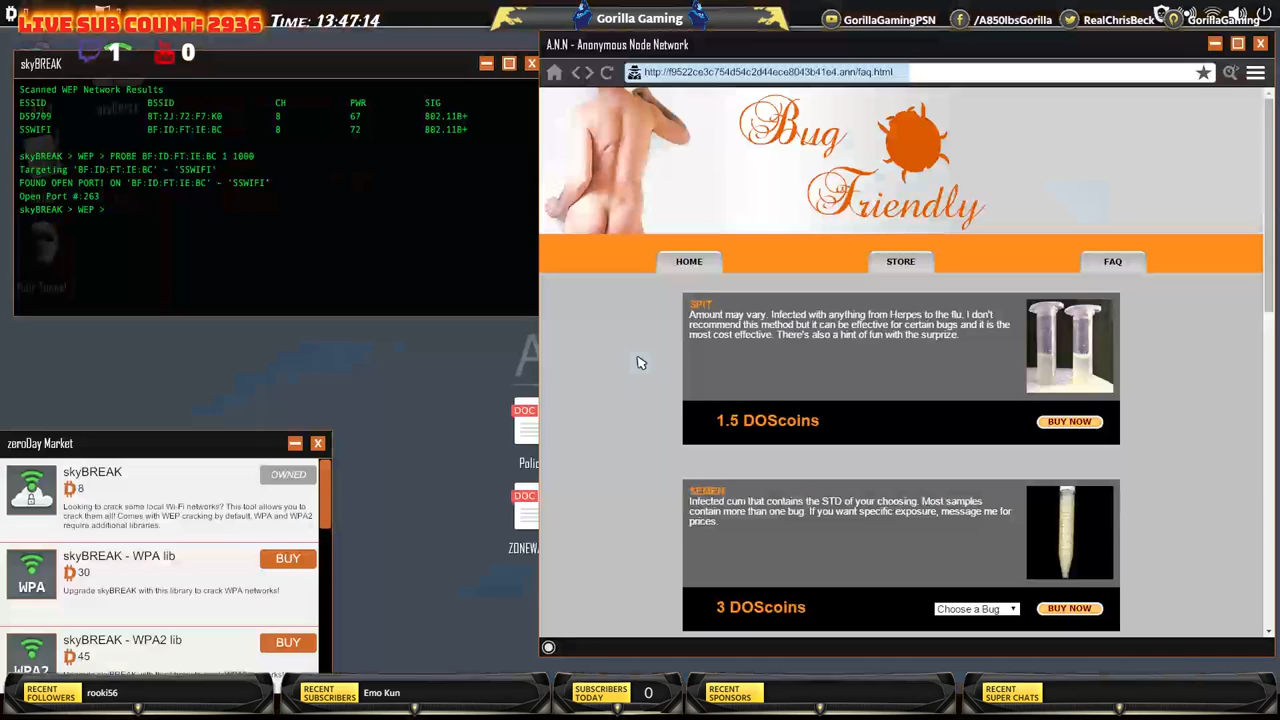 LIVE SUB COUNT: 2936
TIME: 13:47:14
1
0
Gorilla Gaming
GorillaGamingPSN
/A850lbsGorilla
RealChrisBeck
GorillaGaming
skyBREAK
Scanned WEP Network Results
ESSID BSSID CH PWR SIG
DS9709 8T:2J:72:F7:K0 8 67 802.11B+
SSWIFI BF:ID:FT:IE:BC 8 72 802.11B+
skyBREAK > WEP > PROBE BF:ID:FT:IE:BC 1 1000
Targeting 'BF:ID:FT:IE:BC' - 'SSWIFI'
FOUND OPEN PORT! ON 'BF:ID:FT:IE:BC' - 'SSWIFI'
Open Port #:263
skyBREAK > WEP >
A.N.N - Anonymous Node Network
http://f9522ce3c754d54c2d44ece8043b41e4.ann/faq.html
Bug
Friendly
HOME
STORE
FAQ
SPIT
Amount may vary. Infected with anything from Herpes to the flu. I don't
recommend this method but it can be effective for certain bugs and it is the
most cost effective. There's also a hint of fun with the surprize.
1.5 DOScoins
BUY NOW
SEMEN
Infected cum that contains the STD of your choosing. Most samples
contain more than one bug. If you want specific exposure, message me for
prices.
3 DOScoins
Choose a Bug
BUY NOW
DOC
DOC
ZONEWA
zeroDay Market
skyBREAK
OWNED
8
Looking to crack some local Wi-Fi networks? This tool allows you to
crack them all! Comes with WEP cracking by default, WPA and WPA2
require additional libraries.
skyBREAK - WPA lib
BUY
30
WPA
Upgrade skyBREAK with this library to crack WPA networks!
skyBREAK - WPA2 lib
BUY
45
WPA2
RECENT
FOLLOWERS
rooki56
RECENT
SUBSCRIBERS
Emo Kun
SUBSCRIBERS
TODAY
0
RECENT
SPONSORS
RECENT
SUPER CHATS